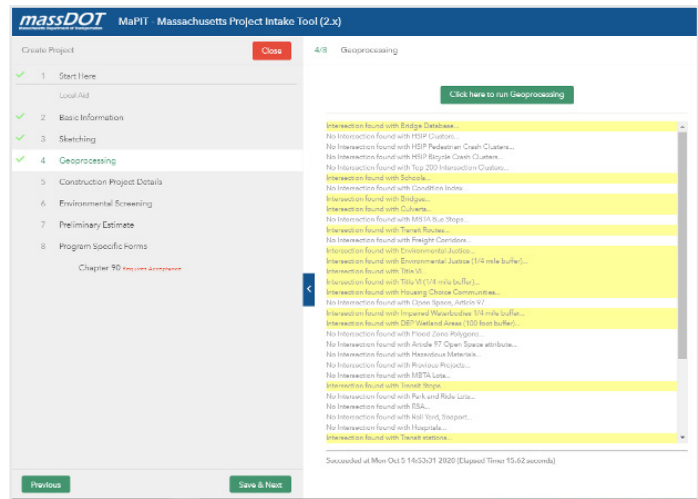 massDOT
Massachusetts Department of Transportation
MaPIT - Massachusetts Project Intake Tool (2.x)
Create Project
Close
1 Start Here
Local Aid
2 Basic Information
3 Sketching
4 Geoprocessing
5 Construction Project Details
6 Environmental Screening
7 Preliminary Estimate
8 Program Specific Forms
Chapter 90 Requires Acceptance
Previous
Save & Next
4/8 Geoprocessing
Click here to run Geoprocessing
Intersection found with Bridge Database...
No Intersection found with HSIP Clusters...
No Intersection found with HSIP Pedestrian Crash Clusters...
No Intersection found with HSIP Bicycle Crash Clusters...
No Intersection found with Top 200 Intersection Clusters...
Intersection found with Schools...
No Intersection found with Condition Index...
Intersection found with Bridges...
Intersection found with Culverts...
No Intersection found with MBTA Bus Stops...
Intersection found with Transit Routes...
No Intersection found with Freight Corridors...
Intersection found with Environmental Justice...
Intersection found with Environmental Justice (1/4 mile buffer)...
Intersection found with Title VI...
Intersection found with Title VI (1/4 mile buffer)...
Intersection found with Housing Choice Communities...
No Intersection found with Open Space, Article 97...
Intersection found with Impaired Waterbodies 1/4 mile buffer...
Intersection found with DEP Wetland Areas (100 foot buffer)...
No Intersection found with Flood Zone Polygons...
No Intersection found with Article 97 Open Space attribute...
No Intersection found with Hazardous Materials...
No Intersection found with Previous Projects...
No Intersection found with MBTA Lots...
Intersection found with Transit Stops...
No Intersection found with Park and Ride Lots...
No Intersection found with RSA...
No Intersection found with Rail Yard, Seaport...
No Intersection found with Hospitals...
Intersection found with Transit stations...
Succeeded at Mon Oct 5 14:53:31 2020 (Elapsed Time: 15.62 seconds)